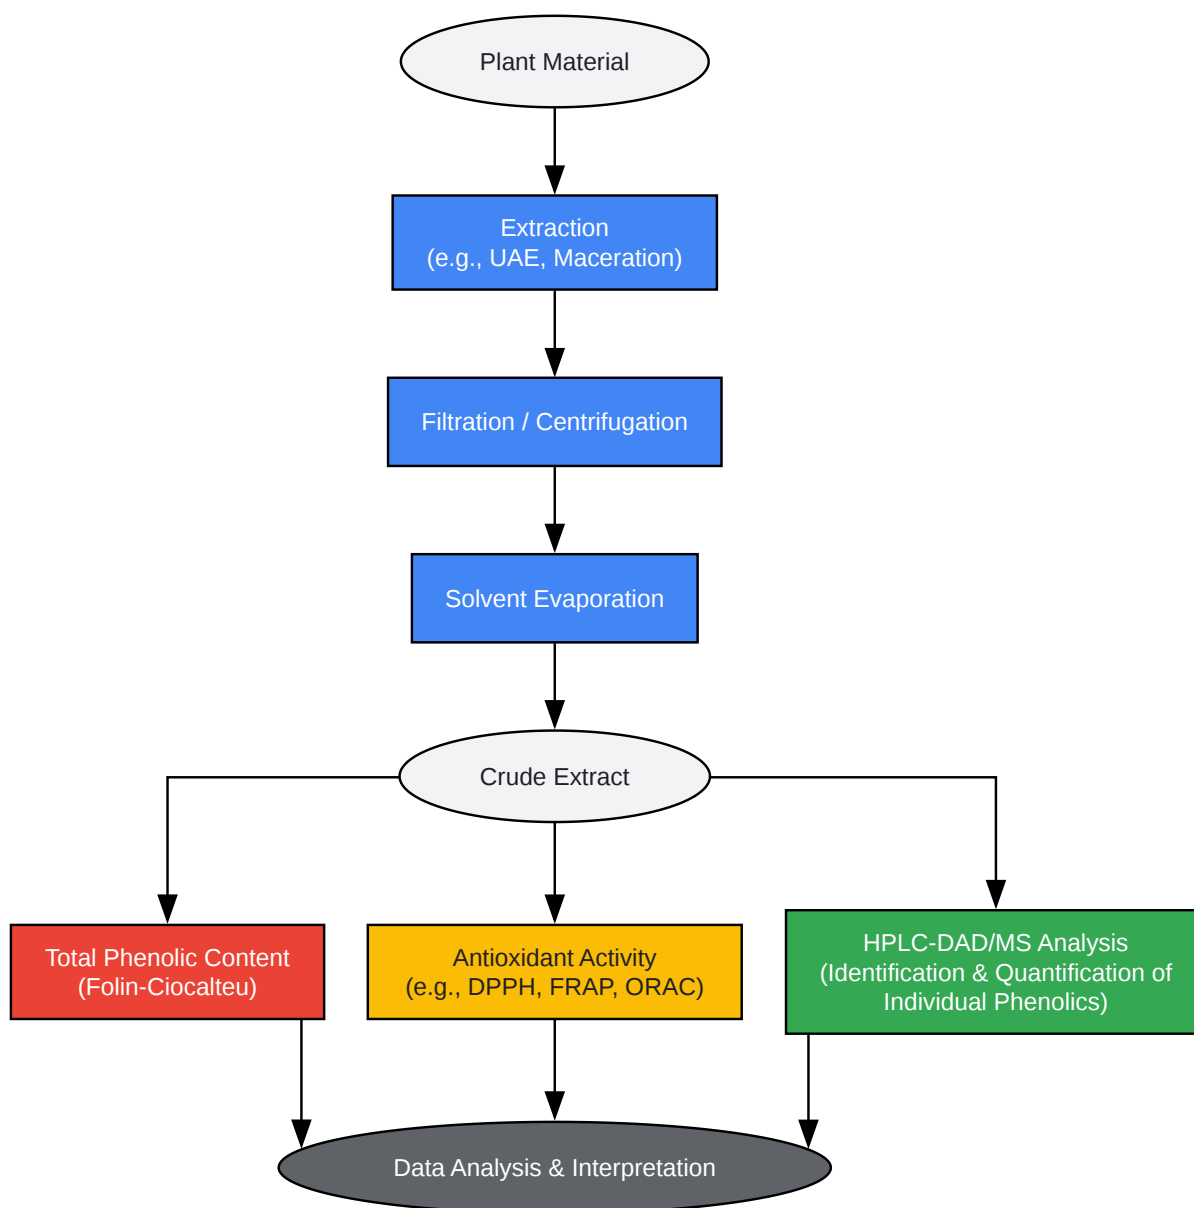 Plant Material
Extraction
(e.g., UAE, Maceration)
Filtration / Centrifugation
Solvent Evaporation
Crude Extract
Total Phenolic Content
(Folin-Ciocalteu)
Antioxidant Activity
(e.g., DPPH, FRAP, ORAC)
HPLC-DAD/MS Analysis
(Identification & Quantification of
Individual Phenolics)
Data Analysis & Interpretation